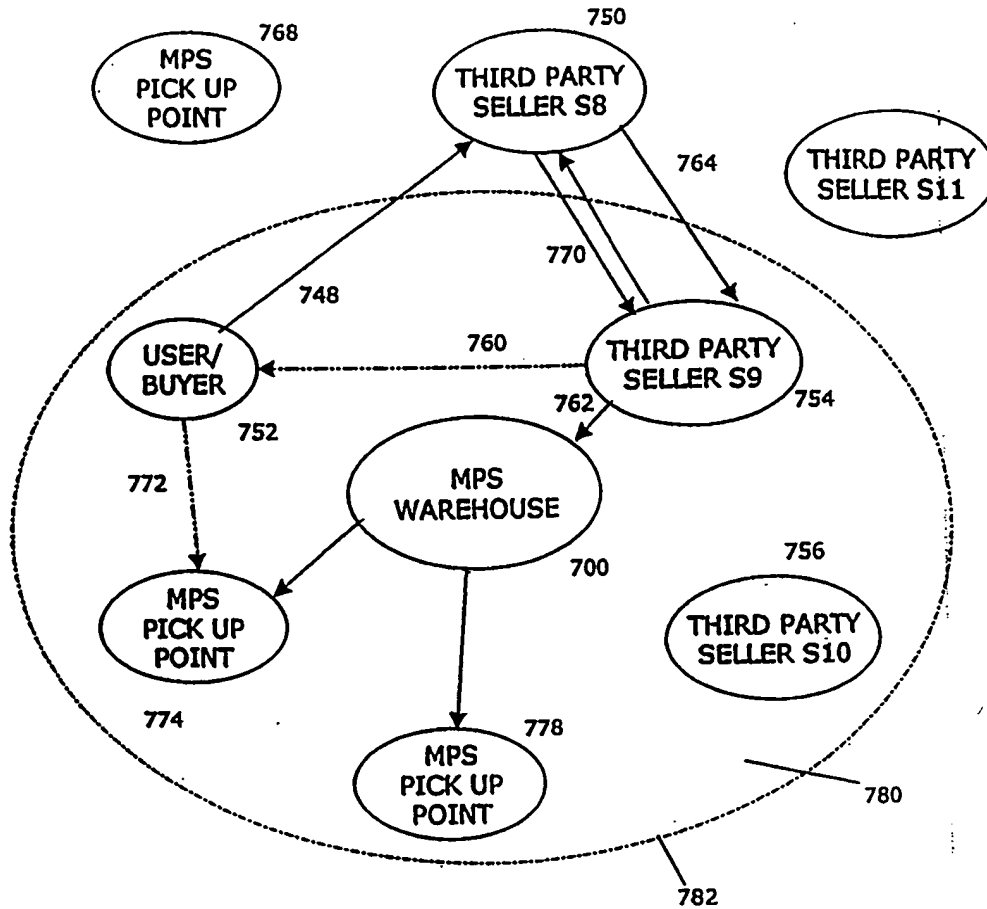 750
768
MPS
PICK UP
POINT
THIRD PARTY
SELLER S8
764
THIRD PARTY
SELLER S11
770
748
USER/
BUYER
760
THIRD PARTY
SELLER S9
762
754
752
772
MPS
WAREHOUSE
700
756
MPS
PICK UP
POINT
THIRD PARTY
SELLER S10
774
778
MPS
PICK UP
POINT
780
782